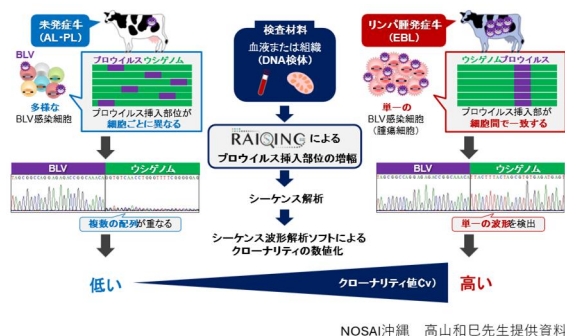 未発症牛
(AL・PL)
BLV
多様な
BLV感染細胞
プロウイルスウシゲノム
プロウイルス挿入部位が
細胞ごとに異なる
BLV
ウシゲノム
複数の配列が重なる
低い
検査材料
血液または組織
(DNA検体)
RAISINGによる
プロウイルス挿入部位の増幅
シーケンス解析
シーケンス波形解析ソフトによる
クローナリティの数値化
クローナリティ値Cv)
リンパ腫発症牛
(EBL)
単一の
BLV感染細胞
(腫瘍細胞)
ウシゲノムプロウイルス
プロウイルス挿入部が
細胞間で一致する
BLV
ウシゲノム
単一の波形を検出
高い
NOSAI沖縄 高山和巳先生提供資料